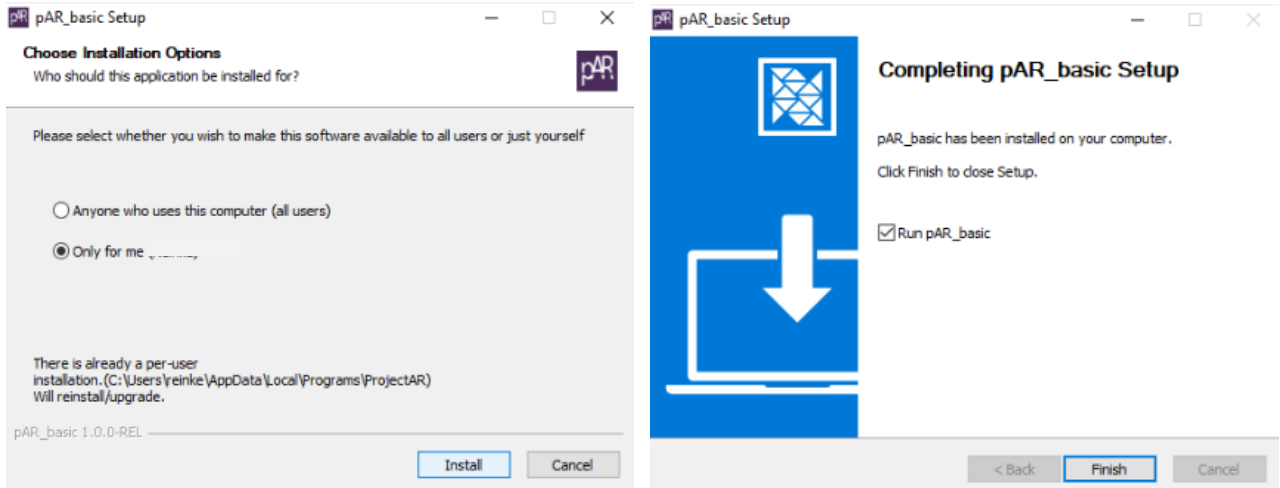 pAR pAR_basic Setup
Choose Installation Options
Who should this application be installed for?
pAR
Please select whether you wish to make this software available to all users or just yourself
Anyone who uses this computer (all users)
Only for me
There is already a per-user
installation.(C:\Users\reinke\AppData\Local\Programs\ProjectAR)
Will reinstall/upgrade.
pAR_basic 1.0.0-REL
Install
Cancel
pAR pAR_basic Setup
Completing pAR_basic Setup
pAR_basic has been installed on your computer.
Click Finish to close Setup.
Run pAR_basic
< Back
Finish
Cancel